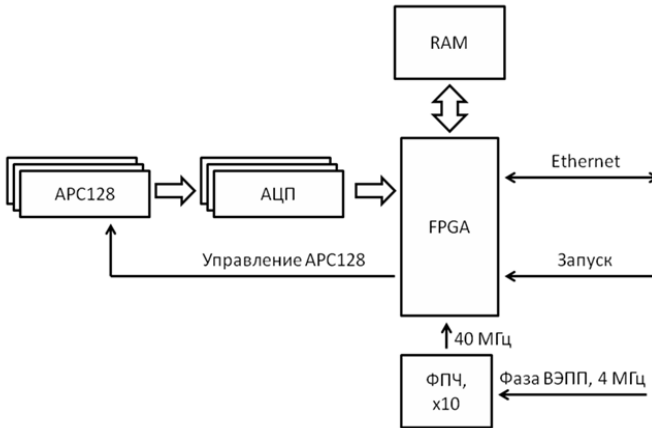 RAM
APC128
АЦП
FPGA
Ethernet
Управление APC128
Запуск
40 МГц
ФПЧ,
x10
Фаза ВЭПП, 4 МГц